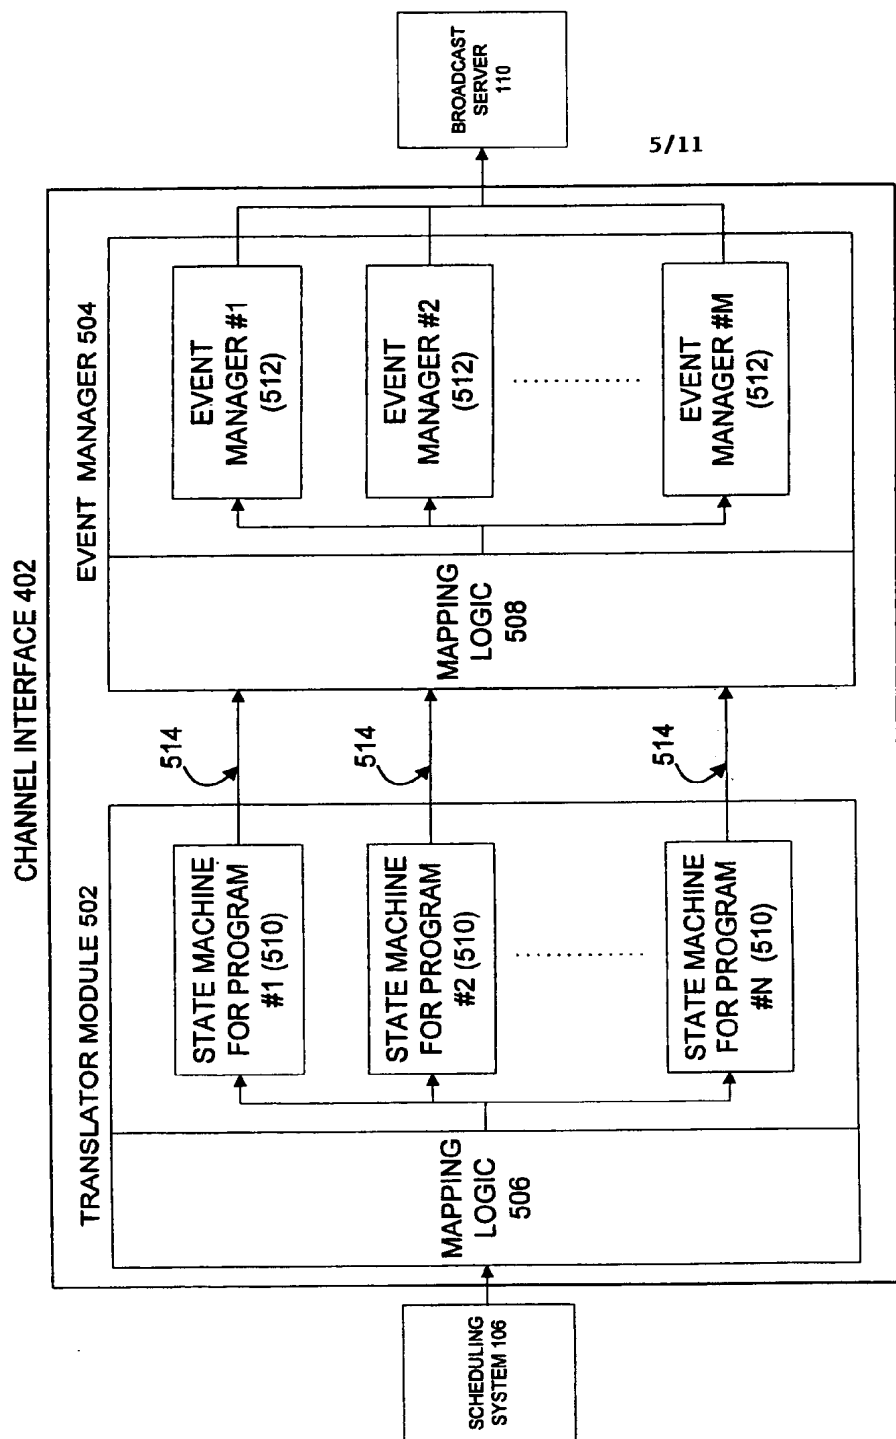 5/11
CHANNEL INTERFACE 402
TRANSLATOR MODULE 502
EVENT MANAGER 504
SCHEDULING
SYSTEM 106
MAPPING
LOGIC
506
STATE MACHINE
FOR PROGRAM
#1 (510)
STATE MACHINE
FOR PROGRAM
#2 (510)
STATE MACHINE
FOR PROGRAM
#N (510)
514
514
514
MAPPING
LOGIC
508
EVENT
MANAGER #1
(512)
EVENT
MANAGER #2
(512)
EVENT
MANAGER #M
(512)
BROADCAST
SERVER
110